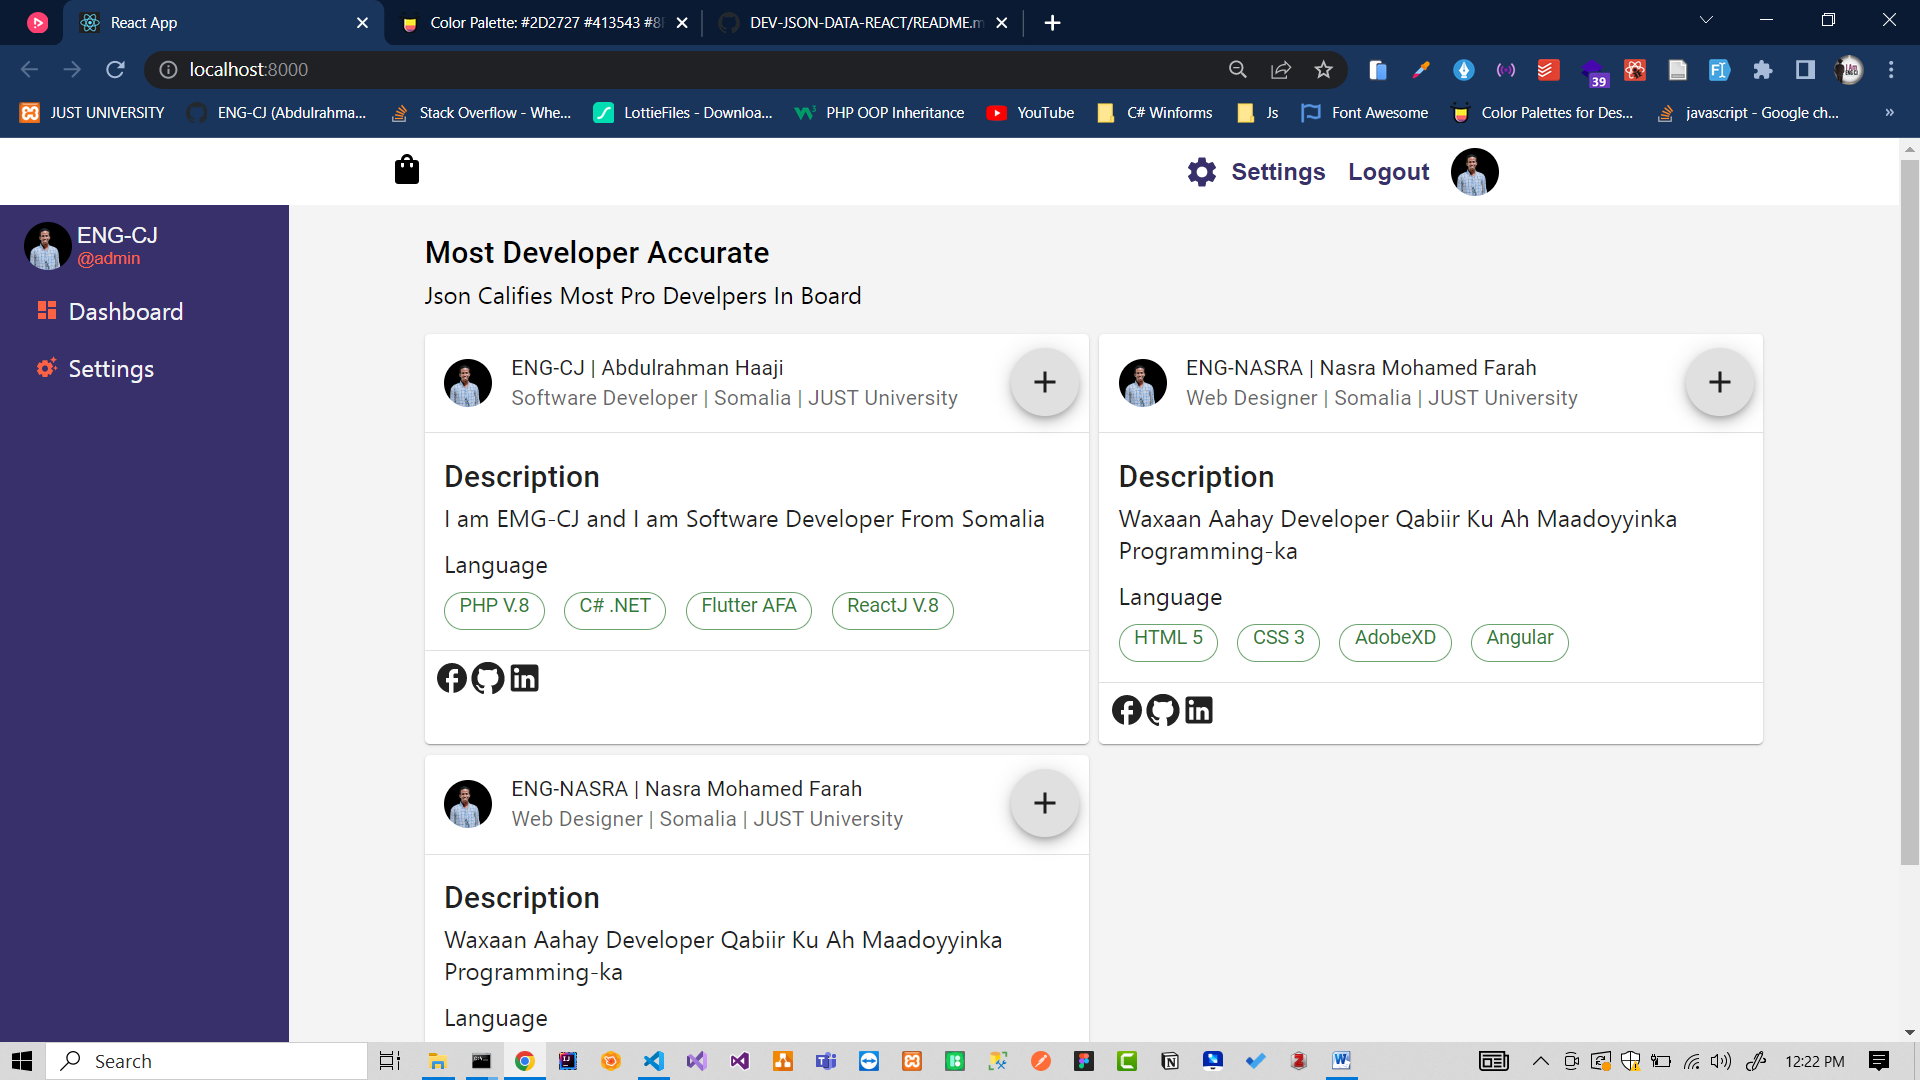 React App
Color Palette: #2D2727 #413543 #8
DEV-JSON-DATA-REACT/README.m
localhost:8000
39
JUST UNIVERSITY
ENG-CJ (Abdulrahma...
Stack Overflow - Whe...
LottieFiles - Downloa...
PHP OOP Inheritance
YouTube
C# Winforms
Js
Font Awesome
Color Palettes for Des...
javascript - Google ch...
Settings
Logout
ENG-CJ
@admin
Dashboard
Settings
Most Developer Accurate
Json Califies Most Pro Develpers In Board
ENG-CJ | Abdulrahman Haaji
Software Developer | Somalia | JUST University
Description
I am EMG-CJ and I am Software Developer From Somalia
Language
PHP V.8
C# .NET
Flutter AFA
ReactJ V.8
ENG-NASRA | Nasra Mohamed Farah
Web Designer | Somalia | JUST University
Description
Waxaan Aahay Developer Qabiir Ku Ah Maadoyyinka
Programming-ka
Language
HTML 5
CSS 3
AdobeXD
Angular
ENG-NASRA | Nasra Mohamed Farah
Web Designer | Somalia | JUST University
Description
Waxaan Aahay Developer Qabiir Ku Ah Maadoyyinka
Programming-ka
Language
Search
12:22 PM